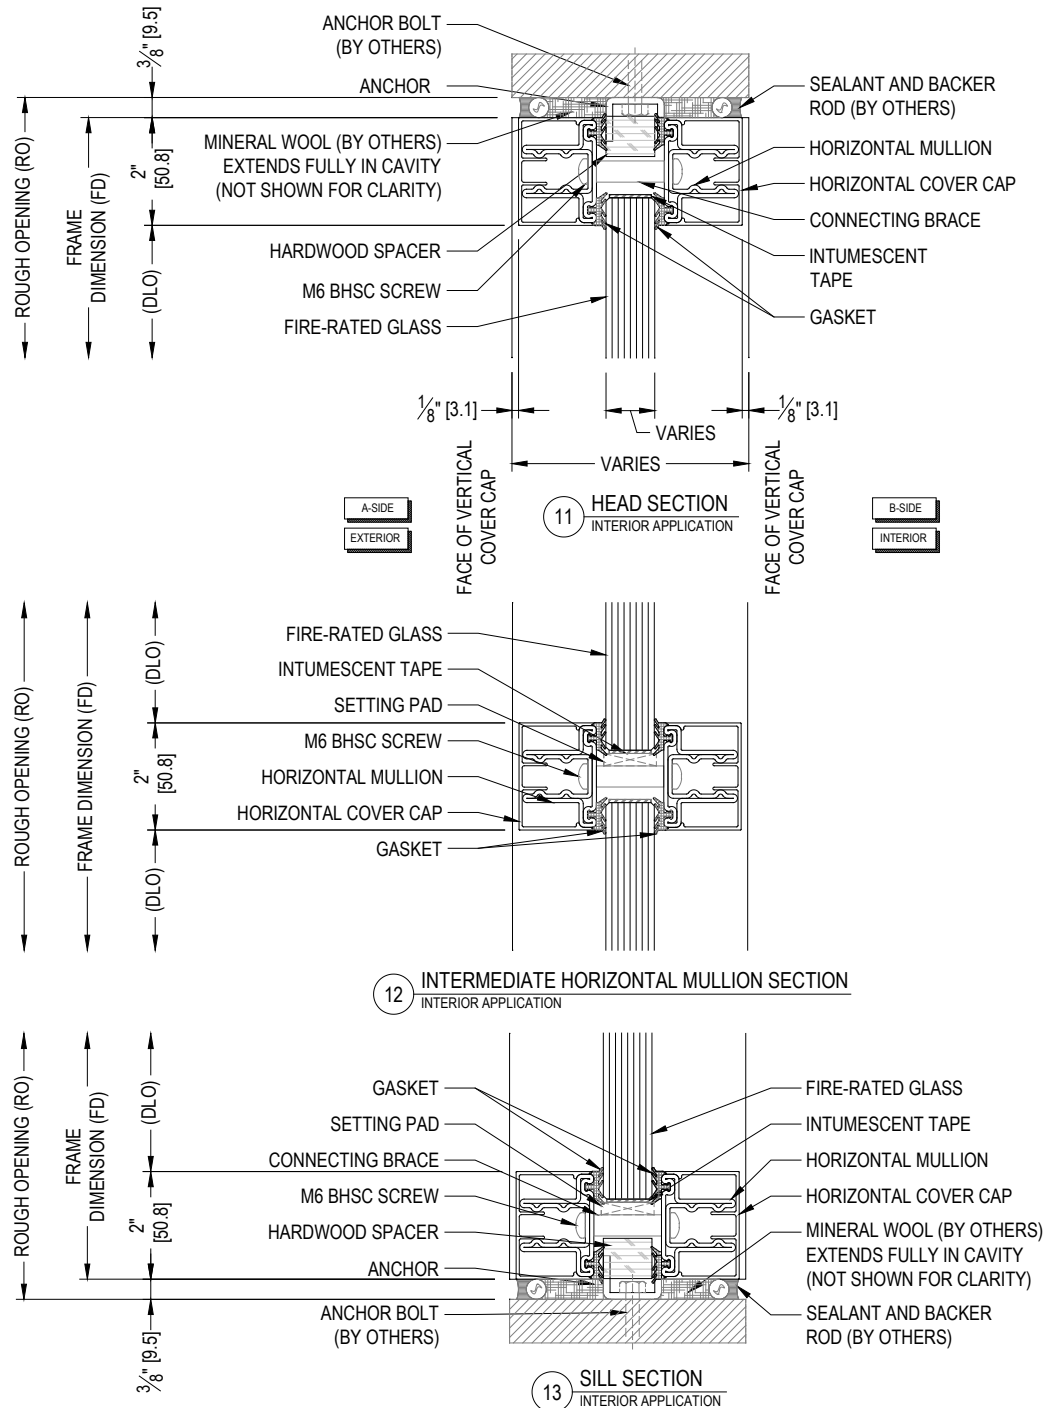 3/8" [9.5]
ANCHOR BOLT
(BY OTHERS)
ANCHOR
MINERAL WOOL (BY OTHERS)
EXTENDS FULLY IN CAVITY
(NOT SHOWN FOR CLARITY)
HARDWOOD SPACER
M6 BHSC SCREW
FIRE-RATED GLASS
SEALANT AND BACKER
ROD (BY OTHERS)
HORIZONTAL MULLION
HORIZONTAL COVER CAP
CONNECTING BRACE
INTUMESCENT
TAPE
GASKET
ROUGH OPENING (RO)
FRAME
DIMENSION (FD)
2"
[50.8]
(DLO)
1/8" [3.1]
1/8" [3.1]
VARIES
VARIES
FACE OF VERTICAL
COVER CAP
FACE OF VERTICAL
COVER CAP
A-SIDE
EXTERIOR
11
HEAD SECTION
INTERIOR APPLICATION
B-SIDE
INTERIOR
ROUGH OPENING (RO)
FRAME DIMENSION (FD)
(DLO)
2"
[50.8]
(DLO)
FIRE-RATED GLASS
INTUMESCENT TAPE
SETTING PAD
M6 BHSC SCREW
HORIZONTAL MULLION
HORIZONTAL COVER CAP
GASKET
12
INTERMEDIATE HORIZONTAL MULLION SECTION
INTERIOR APPLICATION
ROUGH OPENING (RO)
FRAME
DIMENSION (FD)
(DLO)
2"
[50.8]
3/8" [9.5]
GASKET
SETTING PAD
CONNECTING BRACE
M6 BHSC SCREW
HARDWOOD SPACER
ANCHOR
ANCHOR BOLT
(BY OTHERS)
FIRE-RATED GLASS
INTUMESCENT TAPE
HORIZONTAL MULLION
HORIZONTAL COVER CAP
MINERAL WOOL (BY OTHERS)
EXTENDS FULLY IN CAVITY
(NOT SHOWN FOR CLARITY)
SEALANT AND BACKER
ROD (BY OTHERS)
13
SILL SECTION
INTERIOR APPLICATION